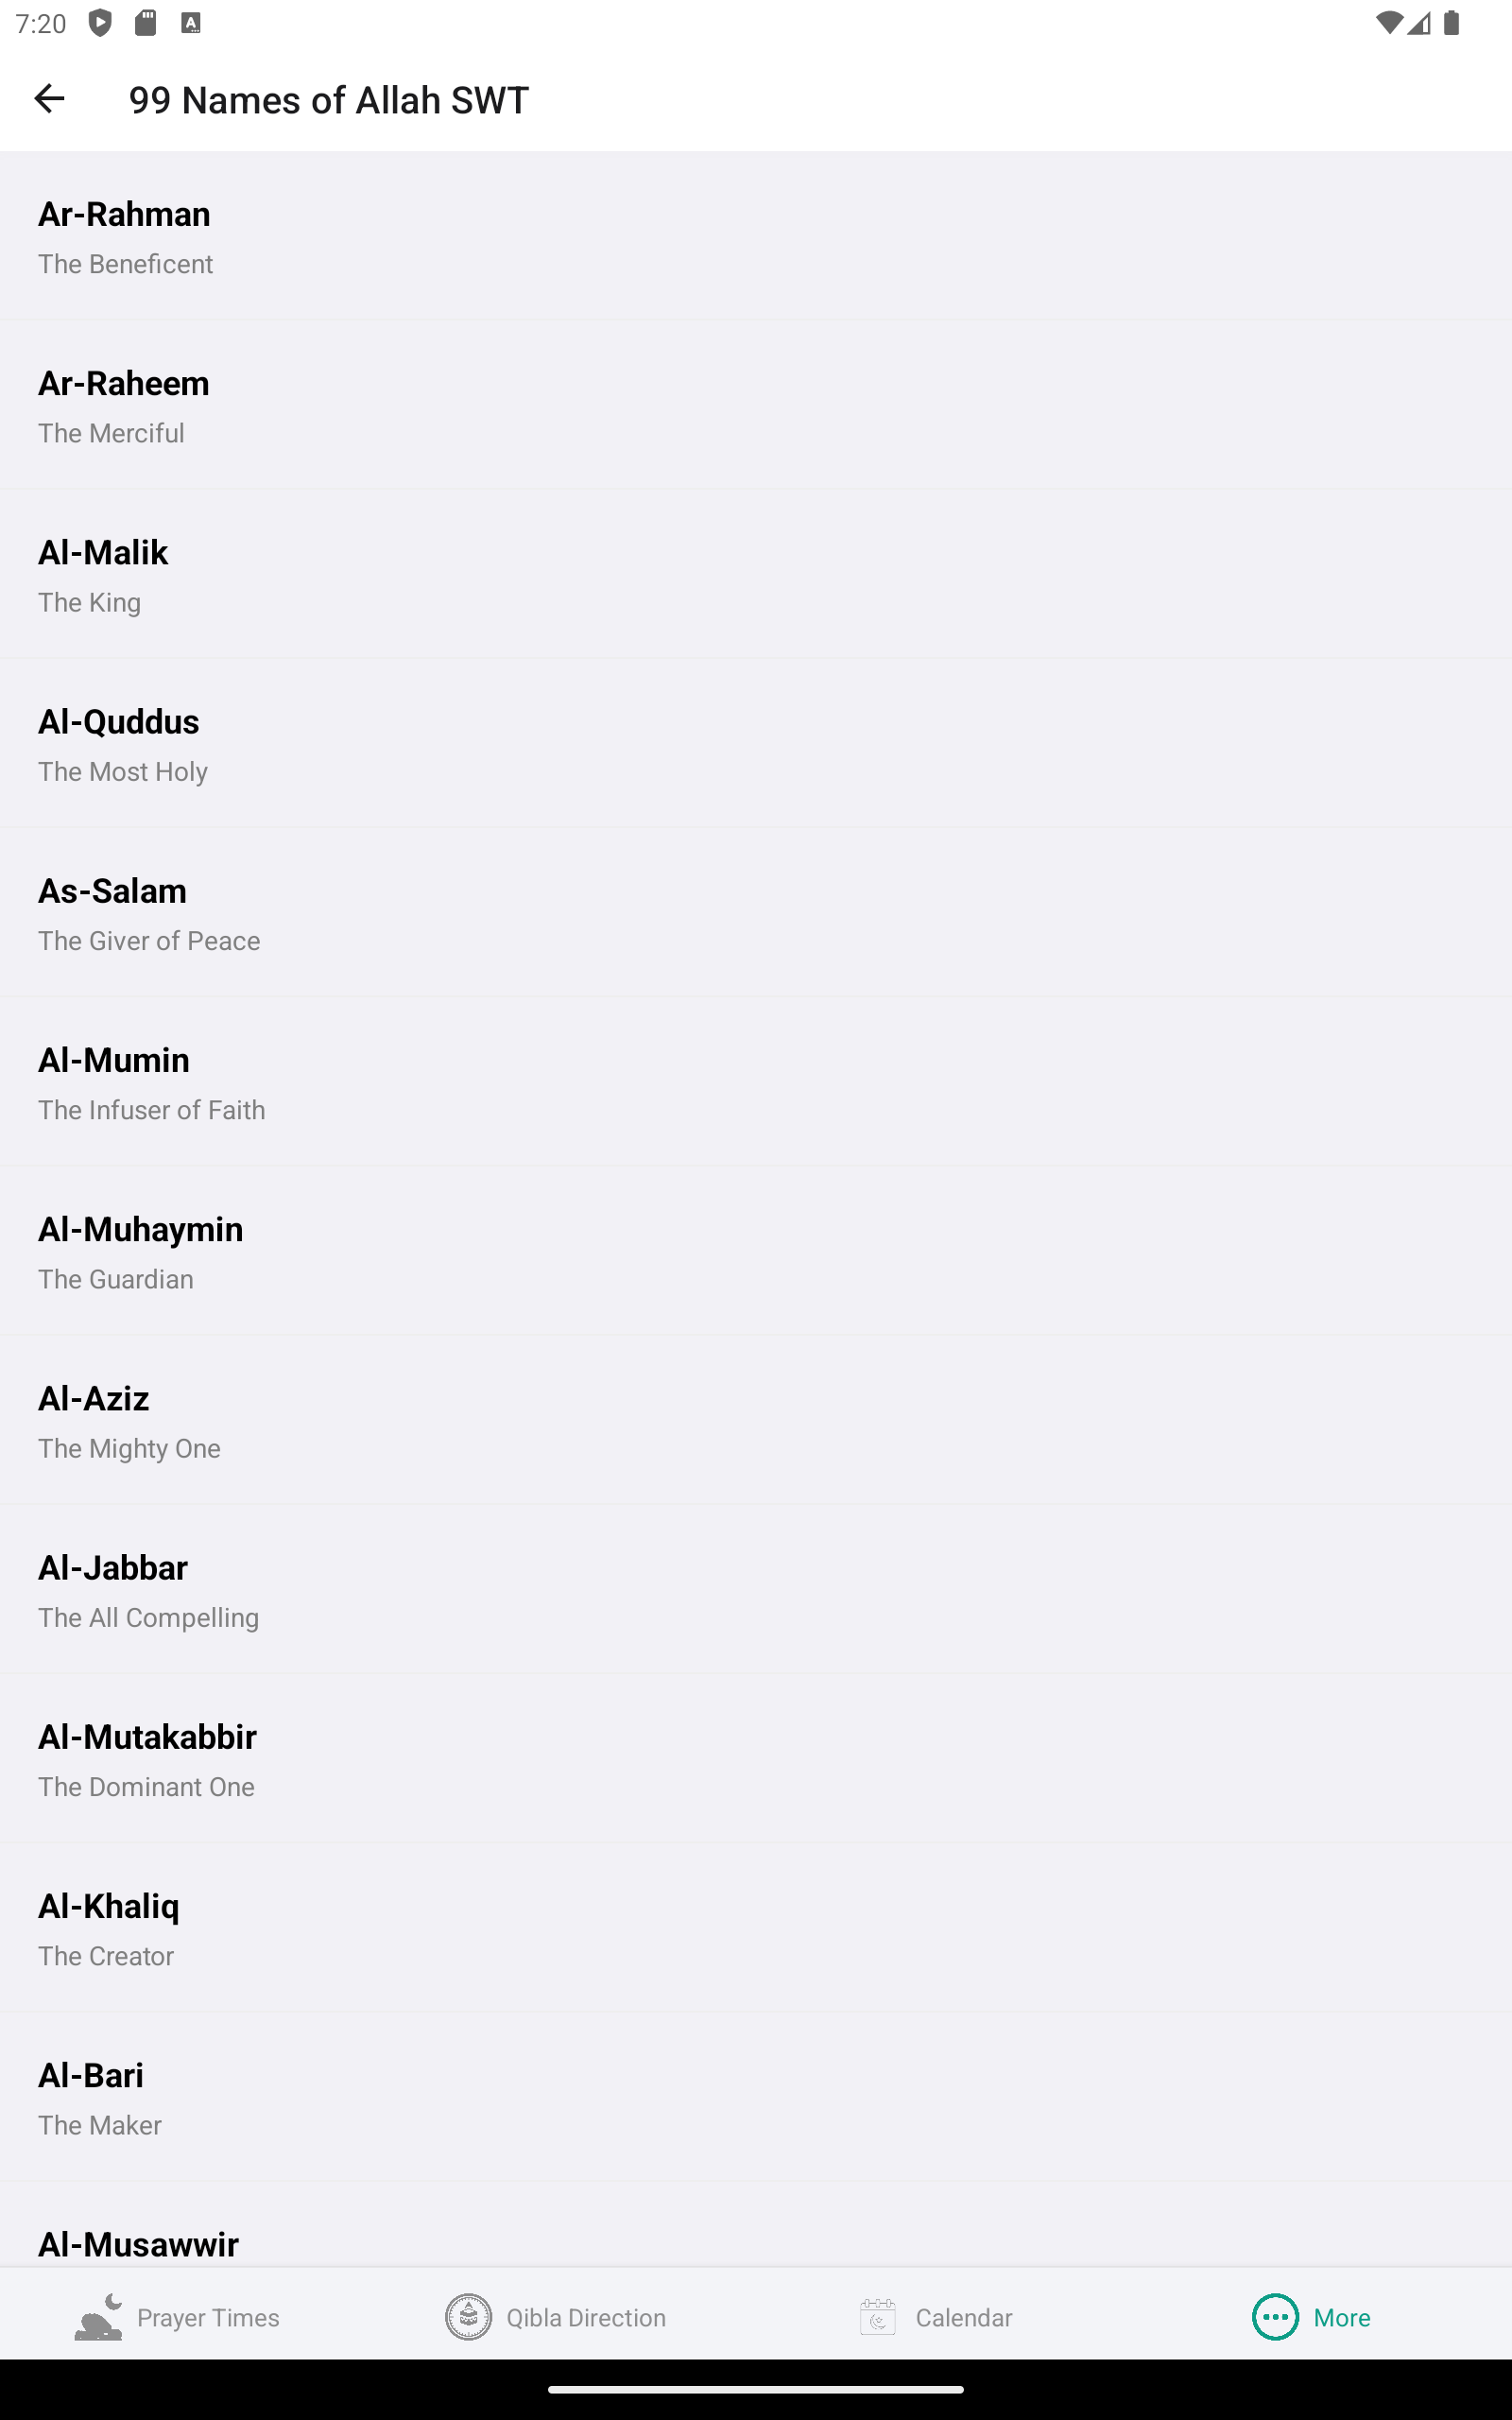 7:20
99 Names of Allah SWT
Ar-Rahman
The Beneficent
Ar-Raheem
The Merciful
Al-Malik
The King
Al-Quddus
The Most Holy
As-Salam
The Giver of Peace
Al-Mumin
The Infuser of Faith
Al-Muhaymin
The Guardian
Al-Aziz
The Mighty One
Al-Jabbar
The All Compelling
Al-Mutakabbir
The Dominant One
Al-Khaliq
The Creator
Al-Bari
The Maker
Al-Musawwir
Prayer Times Qibla Direction Calendar More